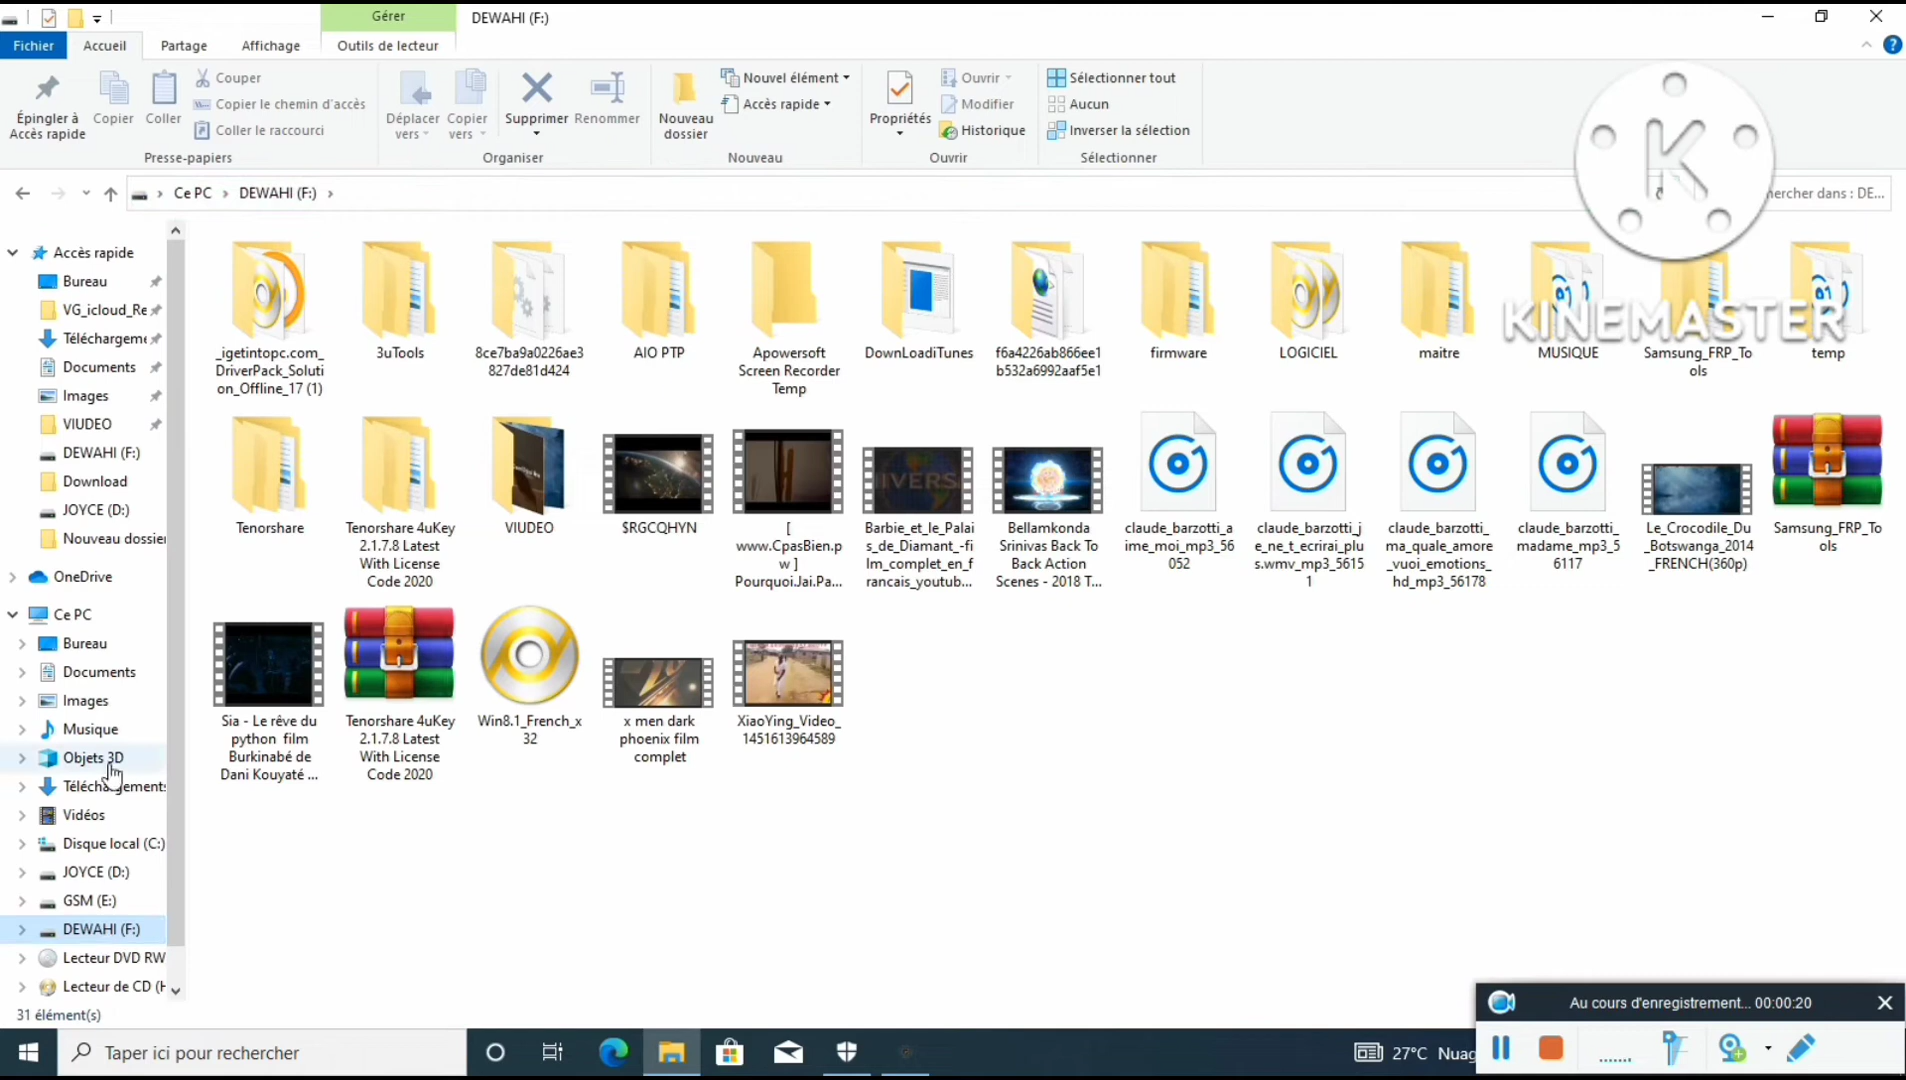 Gérer
DEWAHI (F:)
Fichier
Accueil
Partage
Affichage
Outils de lecteur
Épingler à
Accès rapide
Copier
Coller
Couper
Copier le chemin d'accès
Coller le raccourci
Presse-papiers
Déplacer
vers
Copier
vers
Supprimer
Renommer
Organiser
Nouveau
dossier
Nouvel élément
Accès rapide
Nouveau
Propriétés
Ouvrir
Modifier
Historique
Ouvrir
Sélectionner tout
Aucun
Inverser la sélection
Sélectionner
K
KINEMASTER
Ce PC
DEWAHI (F:)
hercher dans : DE...
Accès rapide
Bureau
VG_icloud_Re
Téléchargeme
Documents
Images
VIUDEO
DEWAHI (F:)
Download
JOYCE (D:)
Nouveau dossier
OneDrive
Ce PC
Bureau
Documents
Images
Musique
Objets 3D
Téléchargements
Vidéos
Disque local (C:)
JOYCE (D:)
GSM (E:)
DEWAHI (F:)
Lecteur DVD RW
Lecteur de CD (H
_igetintopc.com_
DriverPack_Soluti
on_Offline_17 (1)
3uTools
8ce7ba9a0226ae3
827de81d424
AIO PTP
Apowersoft
Screen Recorder
Temp
DownLoadiTunes
f6a4226ab866ee1
b532a6992aaf5e1
firmware
LOGICIEL
maitre
MUSIQUE
Samsung_FRP_To
ols
temp
Tenorshare
Tenorshare 4uKey
2.1.7.8 Latest
With License
Code 2020
VIUDEO
$RGCQHYN
[
www.CpasBien.p
w ]
Pourquoi.Jai.Pa...
Barbie_et_le_Palai
s_de_Diamant_-fi
lm_complet_en_f
rancais_youtub...
Bellamkonda
Srinivas Back To
Back Action
Scenes - 2018 T...
claude_barzotti_a
ime_moi_mp3_56
052
claude_barzotti_j
e_ne_t_ecrirai_plu
s.wmv_mp3_5615
1
claude_barzotti_
ma_quale_amore
_vuoi_emotions_
hd_mp3_56178
claude_barzotti_
madame_mp3_5
6117
Le_Crocodile_Du
_Botswanga_2014
_FRENCH(360p)
Samsung_FRP_To
ols
Sia - Le rêve du
python film
Burkinabé de
Dani Kouyaté ...
Tenorshare 4uKey
2.1.7.8 Latest
With License
Code 2020
Win8.1_French_x
32
x men dark
phoenix film
complet
XiaoYing_Video_
1451613964589
31 élément(s)
Au cours d'enregistrement... 00:00:20
Taper ici pour rechercher
27°C Nuag